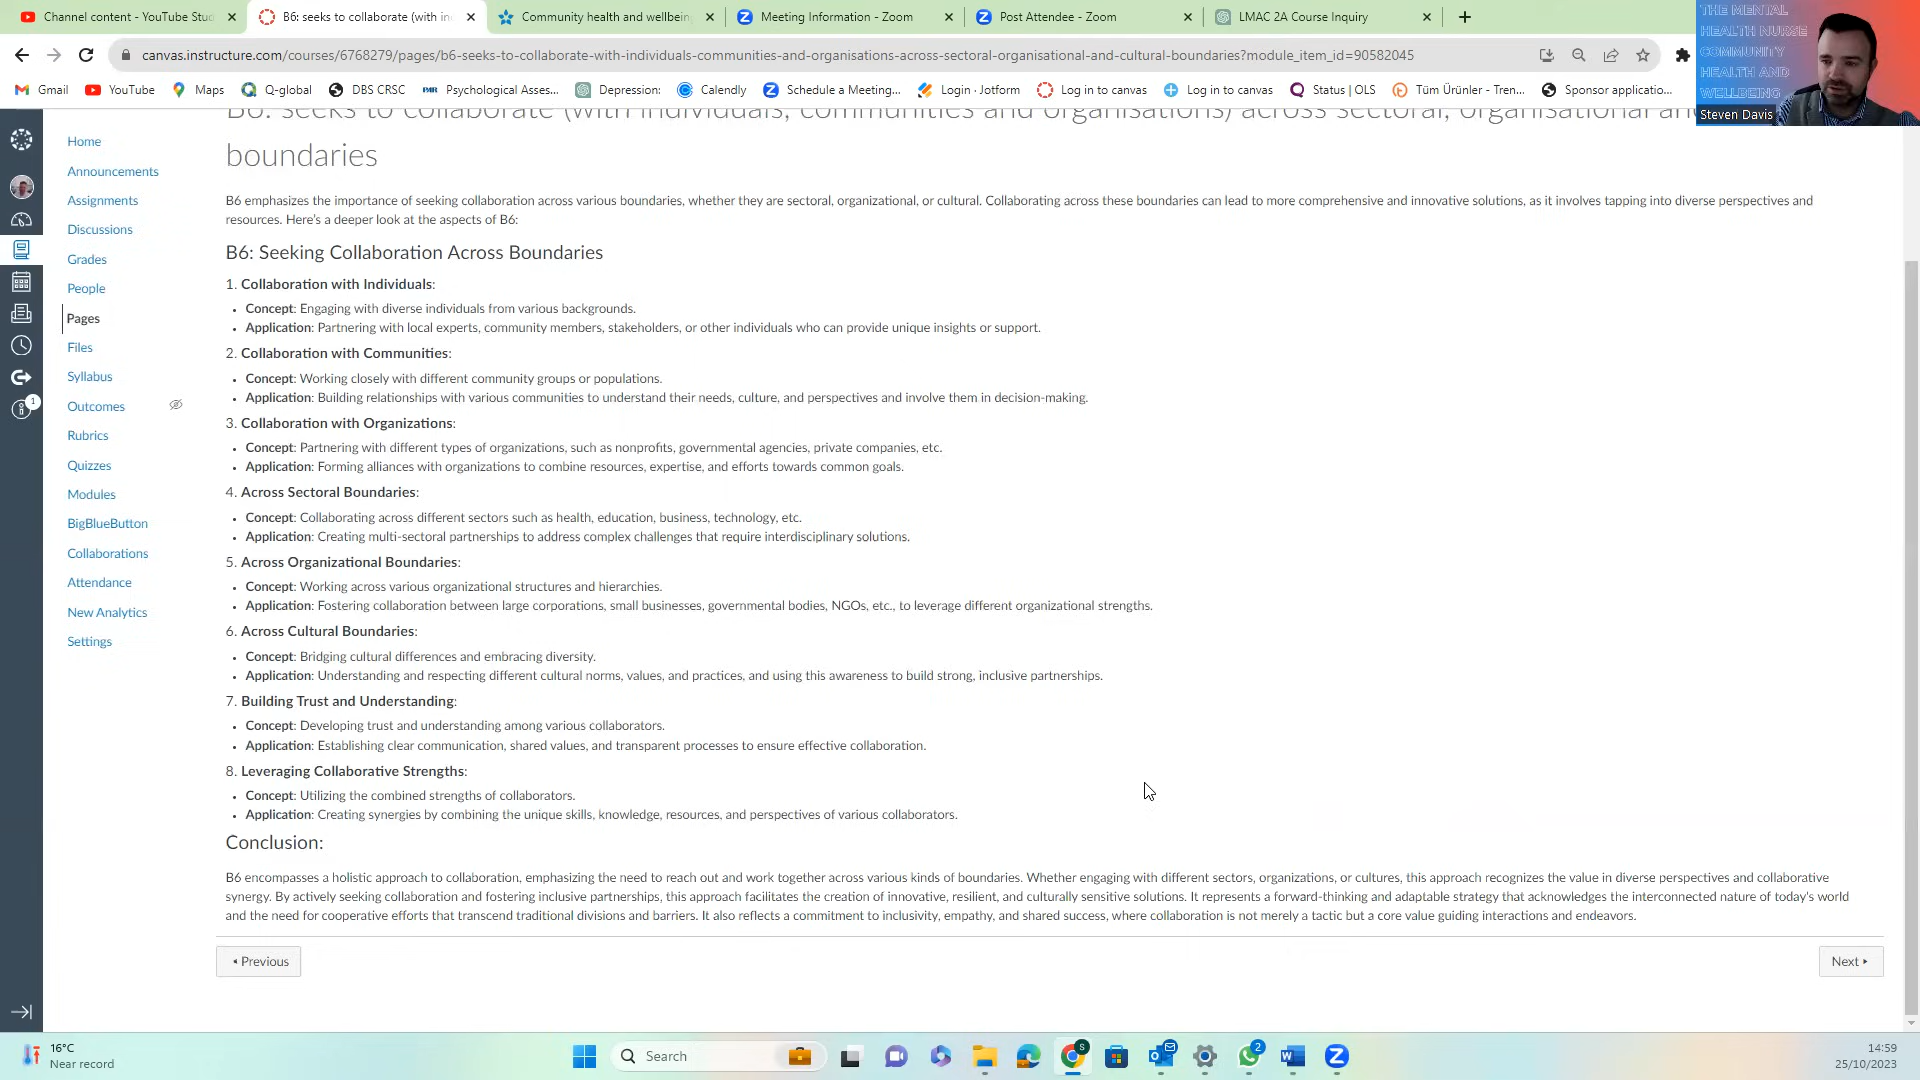 Channel content - YouTube Stud
B6: seeks to collaborate (with in
Community health and wellbein
Meeting Information - Zoom
Post Attendee - Zoom
LMAC 2A Course Inquiry
canvas.instructure.com/courses/6768279/pages/b6-seeks-to-collaborate-with-individuals-communities-and-organisations-across-sectoral-organisational-and-cultural-boundaries?module_item_id=90582045
Gmail
YouTube
Maps
Q-global
DBS CRSC
Psychological Asses...
Depression:
Calendly
Schedule a Meeting...
Login · Jotform
Log in to canvas
Log in to canvas
Status | OLS
Tüm Ürünler - Tren...
Sponsor applicatio...
THE MENTAL
HEALTH NURSE
COMMUNITY
HEALTH AND
WELLBEING
Steven Davis
Home
Announcements
Assignments
Discussions
Grades
People
Pages
Files
Syllabus
Outcomes
Rubrics
Quizzes
Modules
BigBlueButton
Collaborations
Attendance
New Analytics
Settings
1
B6: seeks to collaborate (with individuals, communities and organisations) across sectoral, organisational and
boundaries
B6 emphasizes the importance of seeking collaboration across various boundaries, whether they are sectoral, organizational, or cultural. Collaborating across these boundaries can lead to more comprehensive and innovative solutions, as it involves tapping into diverse perspectives and
resources. Here's a deeper look at the aspects of B6:
B6: Seeking Collaboration Across Boundaries
1. Collaboration with Individuals:
• Concept: Engaging with diverse individuals from various backgrounds.
• Application: Partnering with local experts, community members, stakeholders, or other individuals who can provide unique insights or support.
2. Collaboration with Communities:
• Concept: Working closely with different community groups or populations.
• Application: Building relationships with various communities to understand their needs, culture, and perspectives and involve them in decision-making.
3. Collaboration with Organizations:
• Concept: Partnering with different types of organizations, such as nonprofits, governmental agencies, private companies, etc.
• Application: Forming alliances with organizations to combine resources, expertise, and efforts towards common goals.
4. Across Sectoral Boundaries:
• Concept: Collaborating across different sectors such as health, education, business, technology, etc.
• Application: Creating multi-sectoral partnerships to address complex challenges that require interdisciplinary solutions.
5. Across Organizational Boundaries:
• Concept: Working across various organizational structures and hierarchies.
• Application: Fostering collaboration between large corporations, small businesses, governmental bodies, NGOs, etc., to leverage different organizational strengths.
6. Across Cultural Boundaries:
• Concept: Bridging cultural differences and embracing diversity.
• Application: Understanding and respecting different cultural norms, values, and practices, and using this awareness to build strong, inclusive partnerships.
7. Building Trust and Understanding:
• Concept: Developing trust and understanding among various collaborators.
• Application: Establishing clear communication, shared values, and transparent processes to ensure effective collaboration.
8. Leveraging Collaborative Strengths:
• Concept: Utilizing the combined strengths of collaborators.
• Application: Creating synergies by combining the unique skills, knowledge, resources, and perspectives of various collaborators.
Conclusion:
B6 encompasses a holistic approach to collaboration, emphasizing the need to reach out and work together across various kinds of boundaries. Whether engaging with different sectors, organizations, or cultures, this approach recognizes the value in diverse perspectives and collaborative
synergy. By actively seeking collaboration and fostering inclusive partnerships, this approach facilitates the creation of innovative, resilient, and culturally sensitive solutions. It represents a forward-thinking and adaptable strategy that acknowledges the interconnected nature of today's world
and the need for cooperative efforts that transcend traditional divisions and barriers. It also reflects a commitment to inclusivity, empathy, and shared success, where collaboration is not merely a tactic but a core value guiding interactions and endeavors.
Previous
Next
16°C
Near record
Search
S
2
14:59
25/10/2023